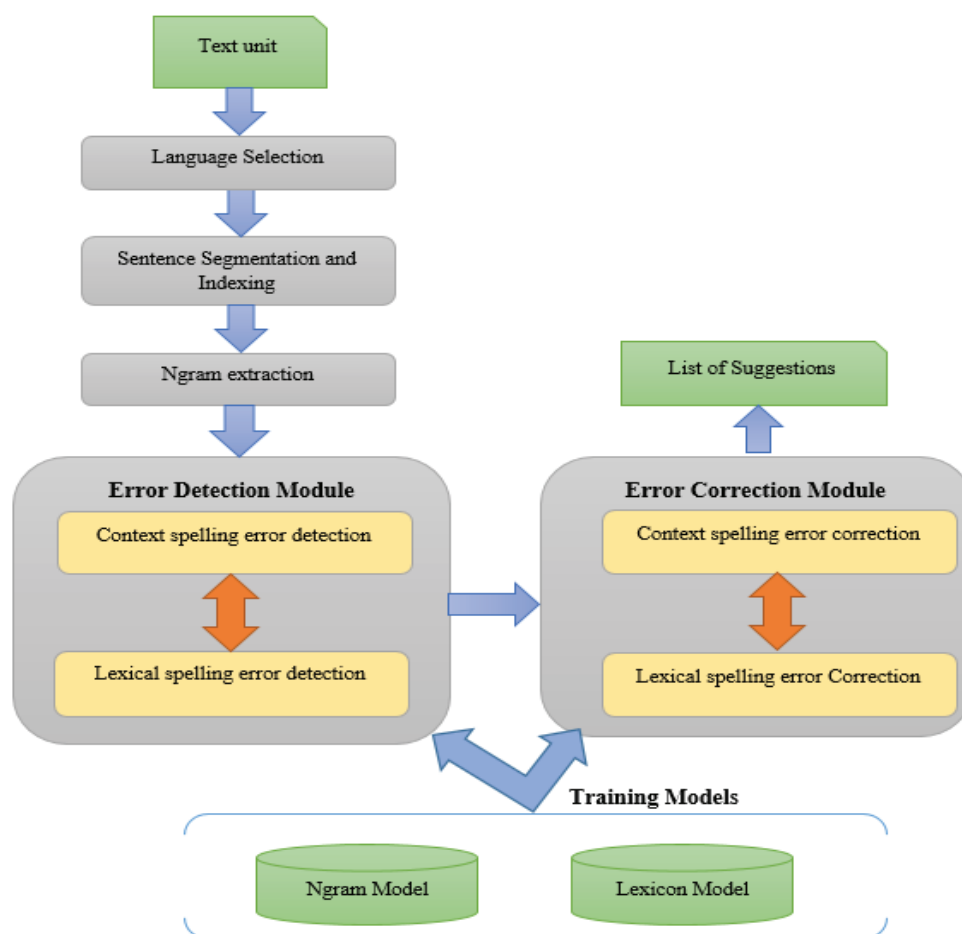 Text unit
Language Selection
Sentence Segmentation and
Indexing
Ngram extraction
List of Suggestions
Error Detection Module
Context spelling error detection
Lexical spelling error detection
Error Correction Module
Context spelling error correction
Lexical spelling error Correction
Training Models
Ngram Model
Lexicon Model